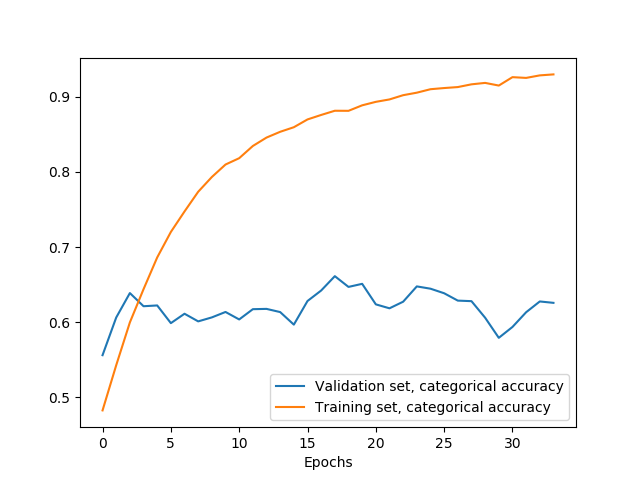 0.9
0.8
0.7
0.6
0.5
Validation set, categorical accuracy
Training set, categorical accuracy
0 5 10 15 20 25 30
Epochs